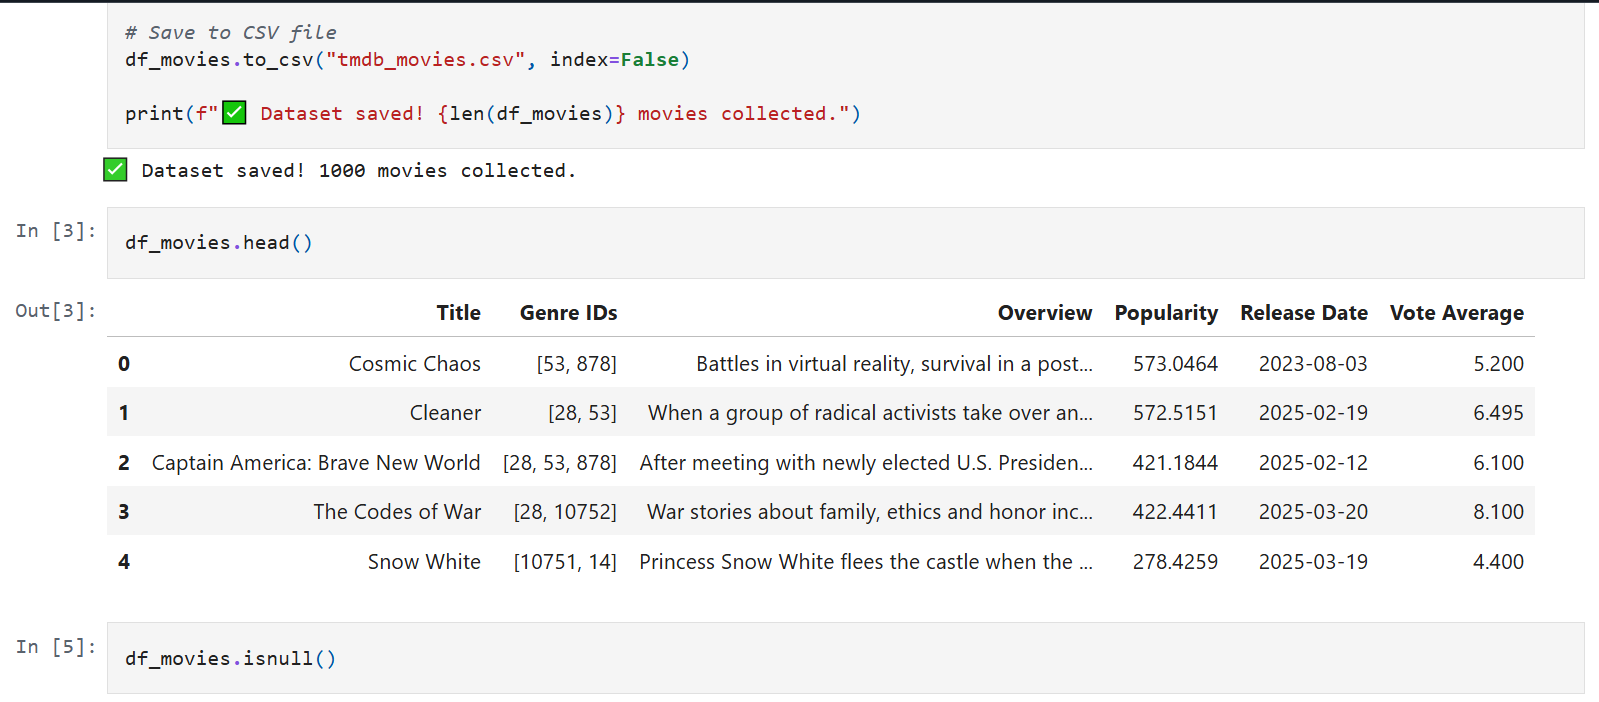 # Save to CSV file
df_movies.to_csv("tmdb_movies.csv", index=False)
print(f"✅ Dataset saved! {len(df_movies)} movies collected.")
✅ Dataset saved! 1000 movies collected.
In [3]:
df_movies.head()
Out[3]:
Title Genre IDs Overview Popularity Release Date Vote Average
0 Cosmic Chaos [53, 878] Battles in virtual reality, survival in a post... 573.0464 2023-08-03 5.200
1 Cleaner [28, 53] When a group of radical activists take over an... 572.5151 2025-02-19 6.495
2 Captain America: Brave New World [28, 53, 878] After meeting with newly elected U.S. Presiden... 421.1844 2025-02-12 6.100
3 The Codes of War [28, 10752] War stories about family, ethics and honor inc... 422.4411 2025-03-20 8.100
4 Snow White [10751, 14] Princess Snow White flees the castle when the ... 278.4259 2025-03-19 4.400
In [5]:
df_movies.isnull()